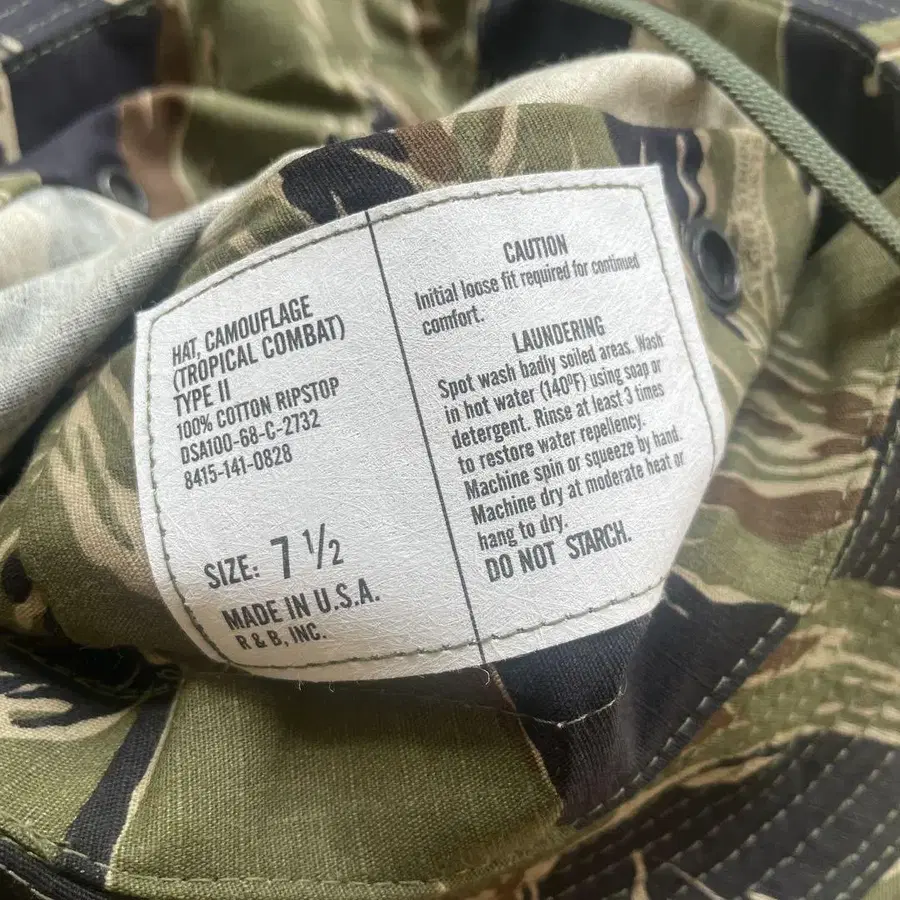 HAT, CAMOUFLAGE
(TROPICAL COMBAT)
TYPE II
100% COTTON RIPSTOP
DSA100-68-C-2732
8415-141-0828
SIZE: 7 1/2
MADE IN U.S.A.
R & B, INC.
CAUTION
Initial loose fit required for continued
comfort.
LAUNDERING
Spot wash badly soiled areas. Wash
in hot water (140ºF) using soap or
detergent. Rinse at least 3 times
to restore water repellency.
Machine spin or squeeze by hand.
Machine dry at moderate heat or
hang to dry.
DO NOT STARCH.